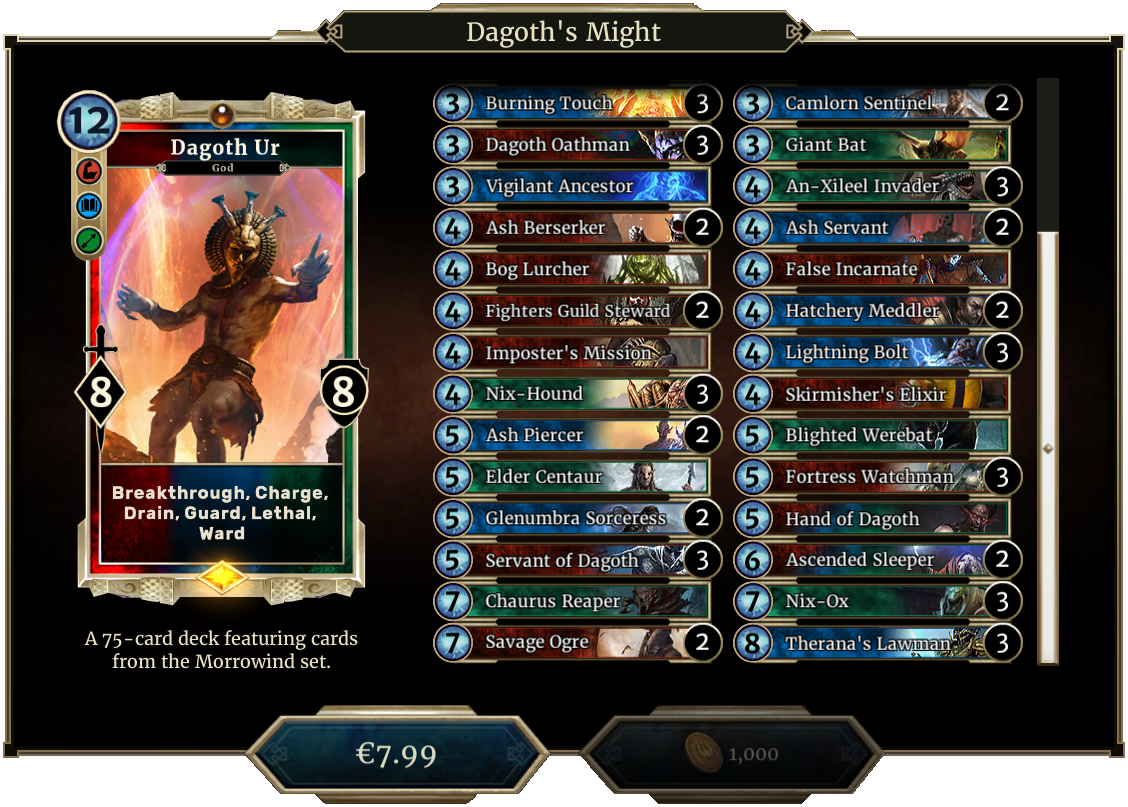 Dagoth's Might
12
Dagoth Ur
God
8
8
Breakthrough, Charge,
Drain, Guard, Lethal,
Ward
A 75-card deck featuring cards
from the Morrowind set.
3 Burning Touch 3
3 Camlorn Sentinel 2
3 Dagoth Oathman 3
3 Giant Bat
3 Vigilant Ancestor
4 An-Xileel Invader 3
4 Ash Berserker 2
4 Ash Servant 2
4 Bog Lurcher
4 False Incarnate
4 Fighters Guild Steward 2
4 Hatchery Meddler 2
4 Imposter's Mission
4 Lightning Bolt 3
4 Nix-Hound 3
4 Skirmisher's Elixir
5 Ash Piercer 2
5 Blighted Werebat
5 Elder Centaur
5 Fortress Watchman 3
5 Glenumbra Sorceress 2
5 Hand of Dagoth
5 Servant of Dagoth 3
6 Ascended Sleeper 2
7 Chaurus Reaper
7 Nix-Ox 3
7 Savage Ogre 2
8 Therana's Lawman 3
€7.99
1,000